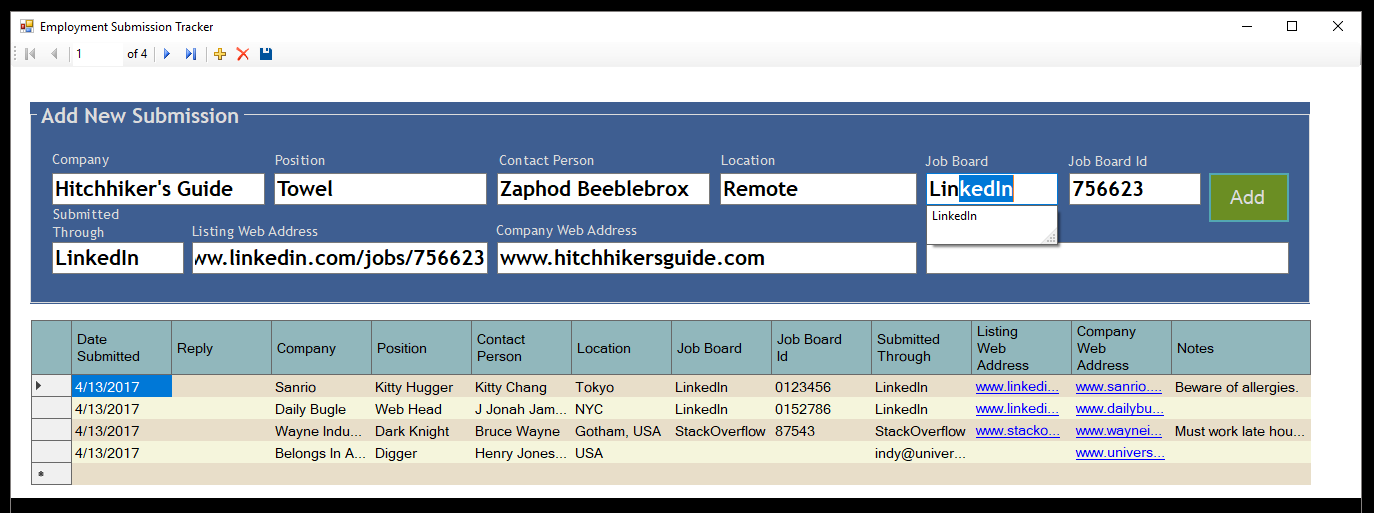 Employment Submission Tracker
1 of 4
Add New Submission
Company Position Contact Person Location Job Board Job Board Id
Hitchhiker's Guide Towel Zaphod Beeblebrox Remote LinkedIn 756623 Add
LinkedIn
Submitted
Through Listing Web Address Company Web Address
LinkedIn ww.linkedin.com/jobs/756623 www.hitchhikersguide.com
Date Submitted Reply Company Position Contact Person Location Job Board Job Board Id Submitted Through Listing Web Address Company Web Address Notes
4/13/2017 Sanrio Kitty Hugger Kitty Chang Tokyo LinkedIn 0123456 LinkedIn www.linkedi... www.sanrio.... Beware of allergies.
4/13/2017 Daily Bugle Web Head J Jonah Jam... NYC LinkedIn 0152786 LinkedIn www.linkedi... www.dailybu...
4/13/2017 Wayne Indu... Dark Knight Bruce Wayne Gotham, USA StackOverflow 87543 StackOverflow www.stacko... www.waynei... Must work late hou...
4/13/2017 Belongs In A... Digger Henry Jones... USA indy@univer... www.univers...
*